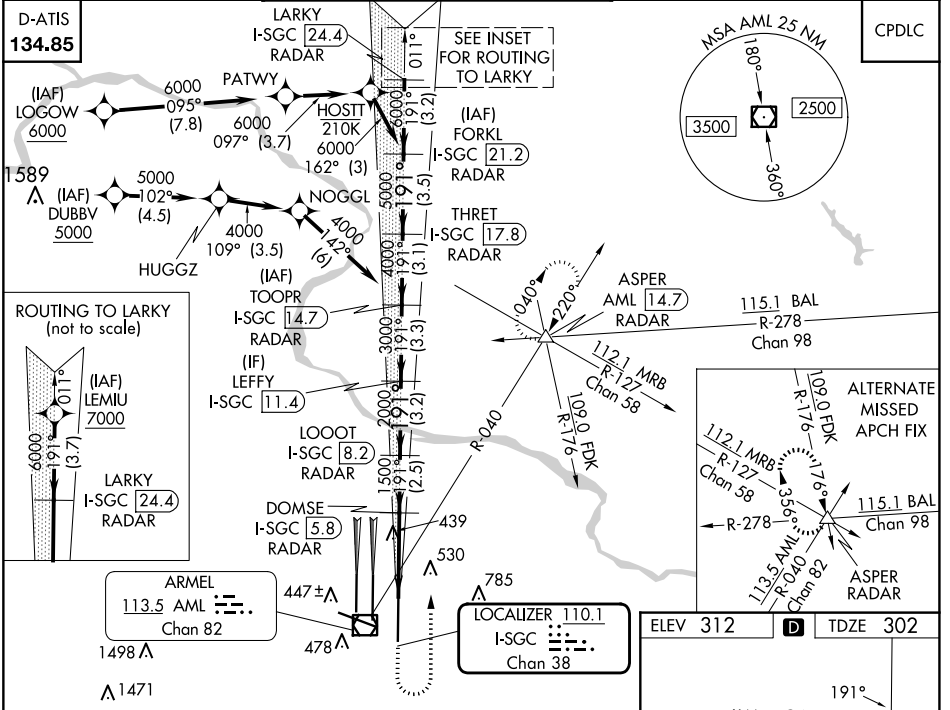 D-ATIS
134.85
LARKY
I-SGC 24.4
RADAR
011°
SEE INSET
FOR ROUTING
TO LARKY
MSA AML 25 NM
180°
3500
2500
360°
CPDLC
(IAF)
LOGOW
6000
6000
095°
(7.8)
PATWY
6000
097° (3.7)
HOSTT
210K
6000
162° (3)
6000
191°
(3.2)
(IAF)
FORKL
I-SGC 21.2
RADAR
1589
(IAF)
DUBBV
5000
5000
102°
(4.5)
HUGGZ
4000
109° (3.5)
NOGGL
4000
142°
(6)
5000
191°
(3.5)
THRET
I-SGC 17.8
RADAR
4000
191°
(3.1)
(IAF)
TOOPR
I-SGC 14.7
RADAR
3000
191°
(3.3)
(IF)
LEFFY
I-SGC 11.4
2000
191°
(3.2)
LOOOT
I-SGC 8.2
RADAR
1500
191°
(2.5)
DOMSE
I-SGC 5.8
RADAR
040°
220°
ASPER
AML 14.7
RADAR
115.1 BAL
R-278
Chan 98
112.1 MRB
R-127
Chan 58
109.0 FDK
R-176
R-040
ROUTING TO LARKY
(not to scale)
011°
(IAF)
LEMIU
7000
6000
191°
(3.7)
LARKY
I-SGC 24.4
RADAR
ALTERNATE
MISSED
APCH FIX
109.0 FDK
R-176
112.1 MRB
R-127
Chan 58
176°
356°
115.1 BAL
Chan 98
R-278
113.5 AML
R-040
Chan 82
ASPER
RADAR
439
530
785
447±
478
1498
1471
ARMEL
113.5 AML
Chan 82
LOCALIZER 110.1
I-SGC
Chan 38
ELEV 312
D
TDZE 302
191°